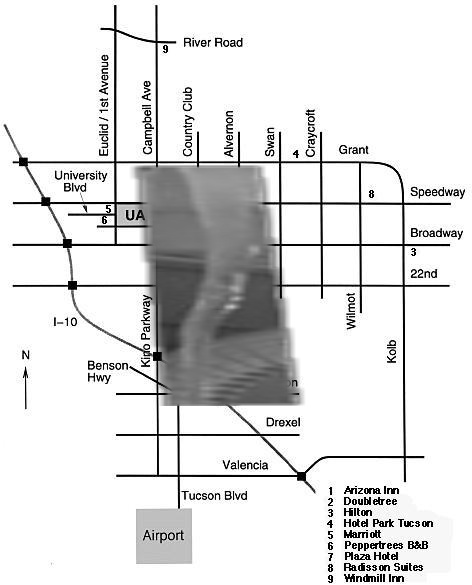 9
River Road
Euclid / 1st Avenue
Campbell Ave
Country Club
Alvernon
Swan
Craycroft
4
Grant
University
Blvd
8
Speedway
5
UA
6
Broadway
3
22nd
I-10
Kino Parkway
Wilmot
Kolb
N
Benson
Hwy
Drexel
Valencia
Tucson Blvd
Airport
1 Arizona Inn
2 Doubletree
3 Hilton
4 Hotel Park Tucson
5 Marriott
6 Peppertrees B&B
7 Plaza Hotel
8 Radisson Suites
9 Windmill Inn